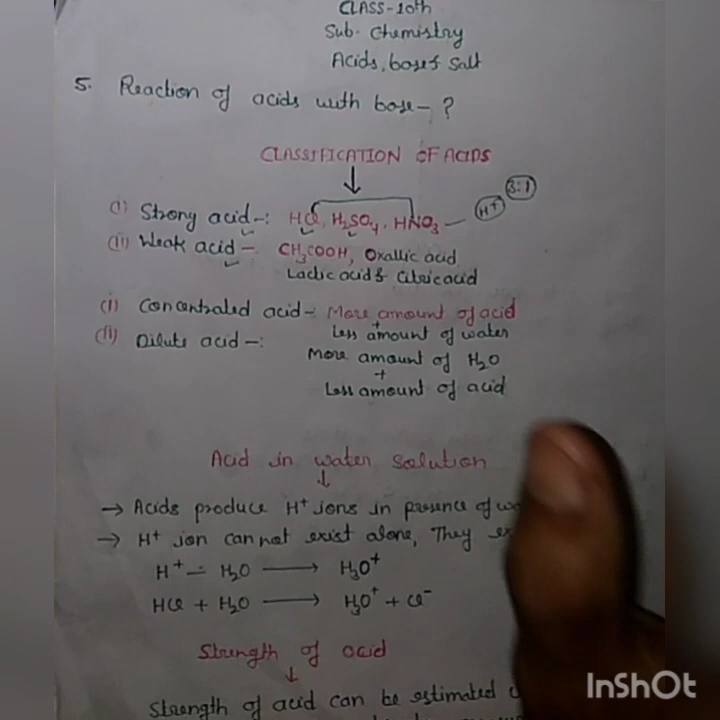 CLASS-10th
Sub- Chemistry
Acids, bases & Salt
5. Reaction of acids with base- ?
CLASSIFICATION OF ACIDS
↓
(i) Strong acid-: HCl, H₂SO₄, HNO₃ — H⁺ 3:1
(ii) Weak acid - CH₃COOH, Oxallic acid
Lactic acid & Citric acid
(i) Concentrated acid-: More amount of acid
+
Less amount of water
(ii) Dilute acid -: More amount of H₂O
+
Less amount of acid
Acid in water solution
↓
→ Acids produce H⁺ ions in presence of
→ H⁺ ion can not exist alone, They
H⁺ – H₂O ⟶ H₃O⁺
HCl + H₂O ⟶ H₃O⁺ + Cl⁻
Strength of acid
↓
Strength of acid can be estimated
InShOt